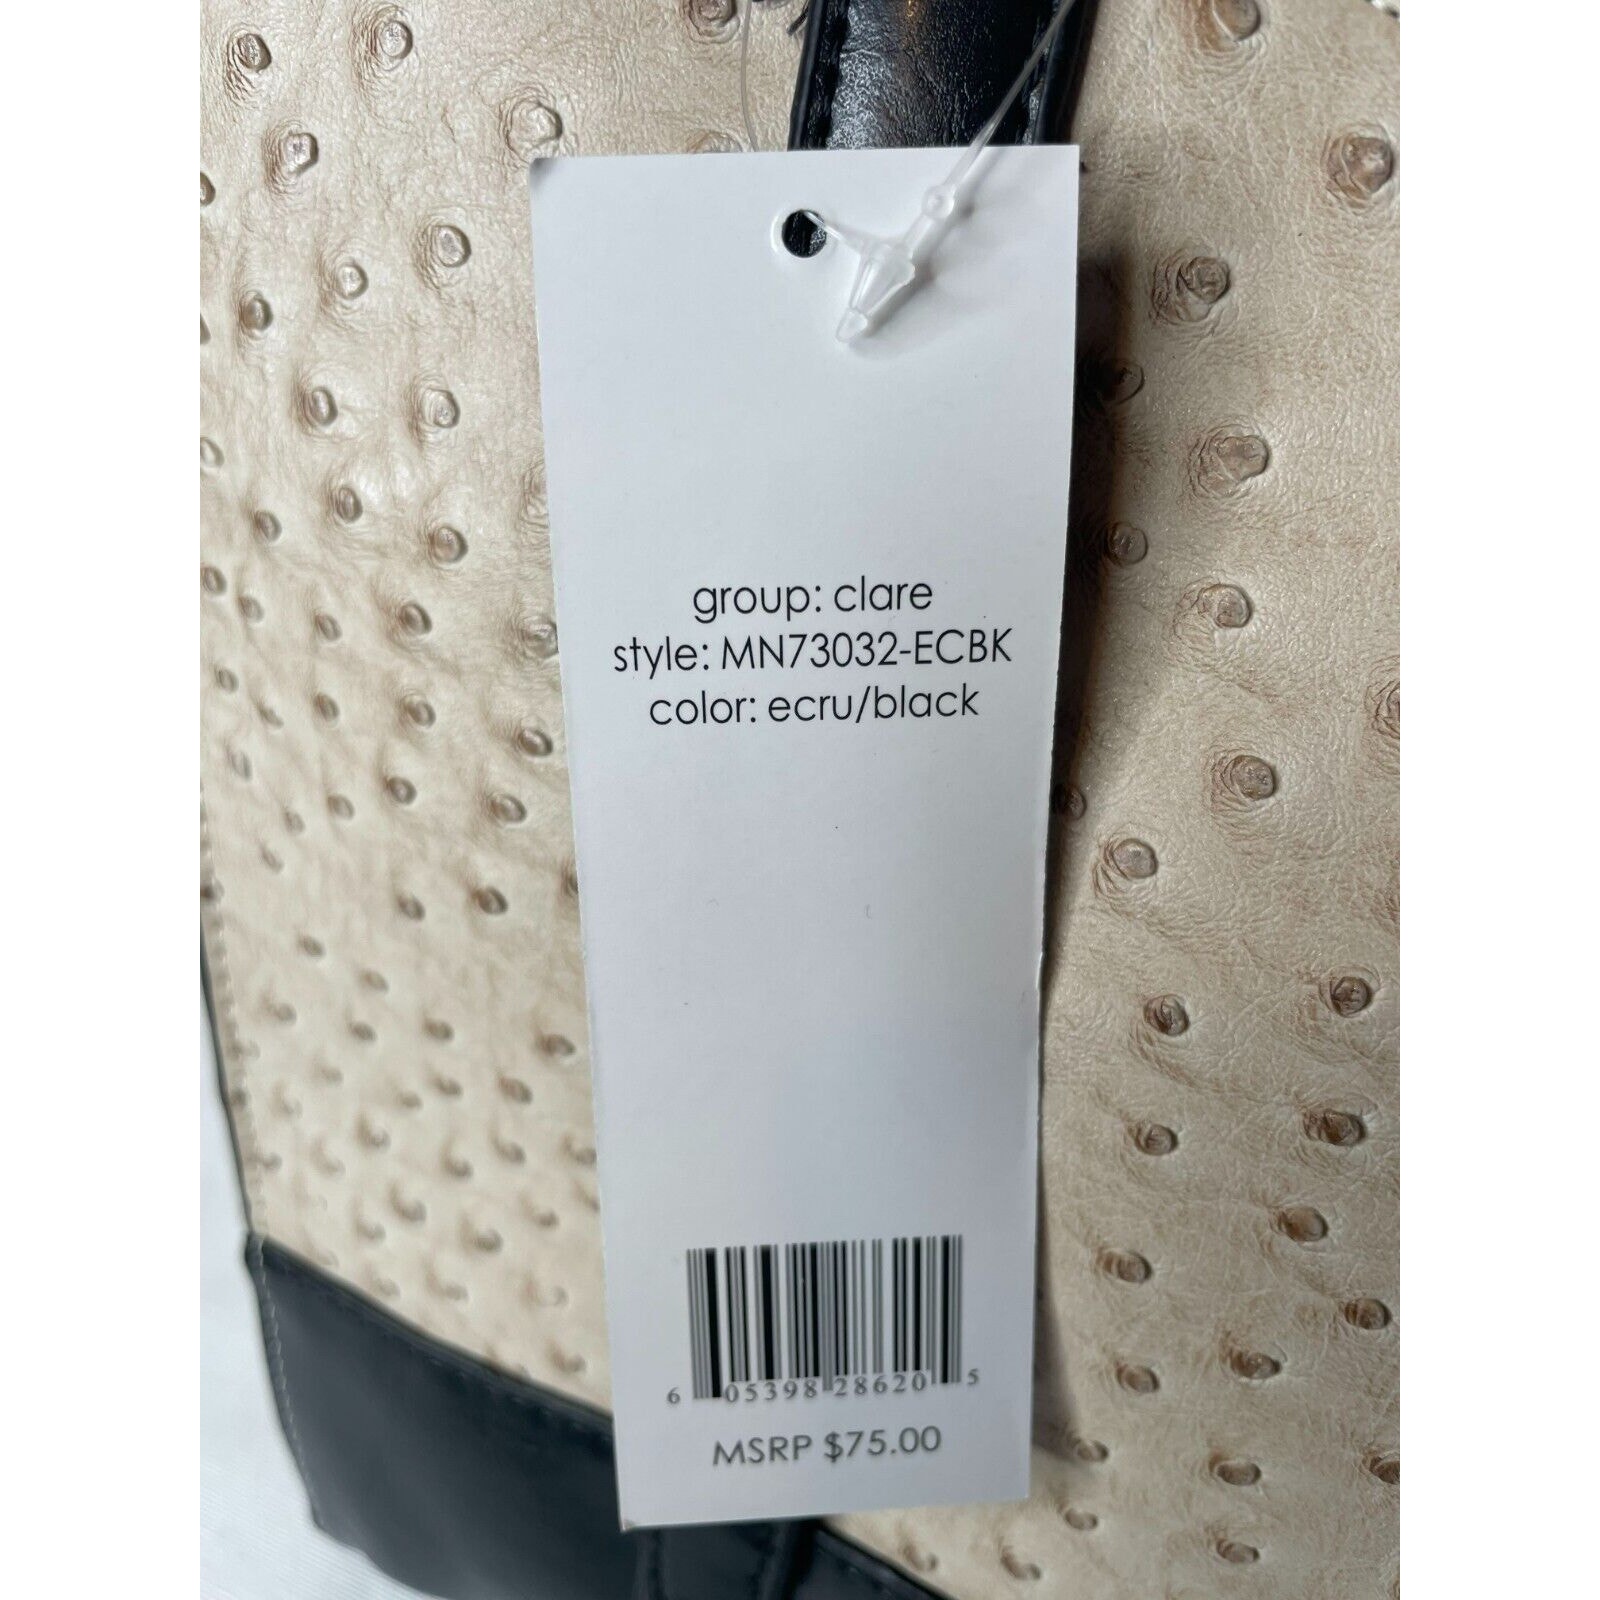 group: clare
style: MN73032-ECBK
color: ecru/black
6 05398 28620 5
MSRP $75.00